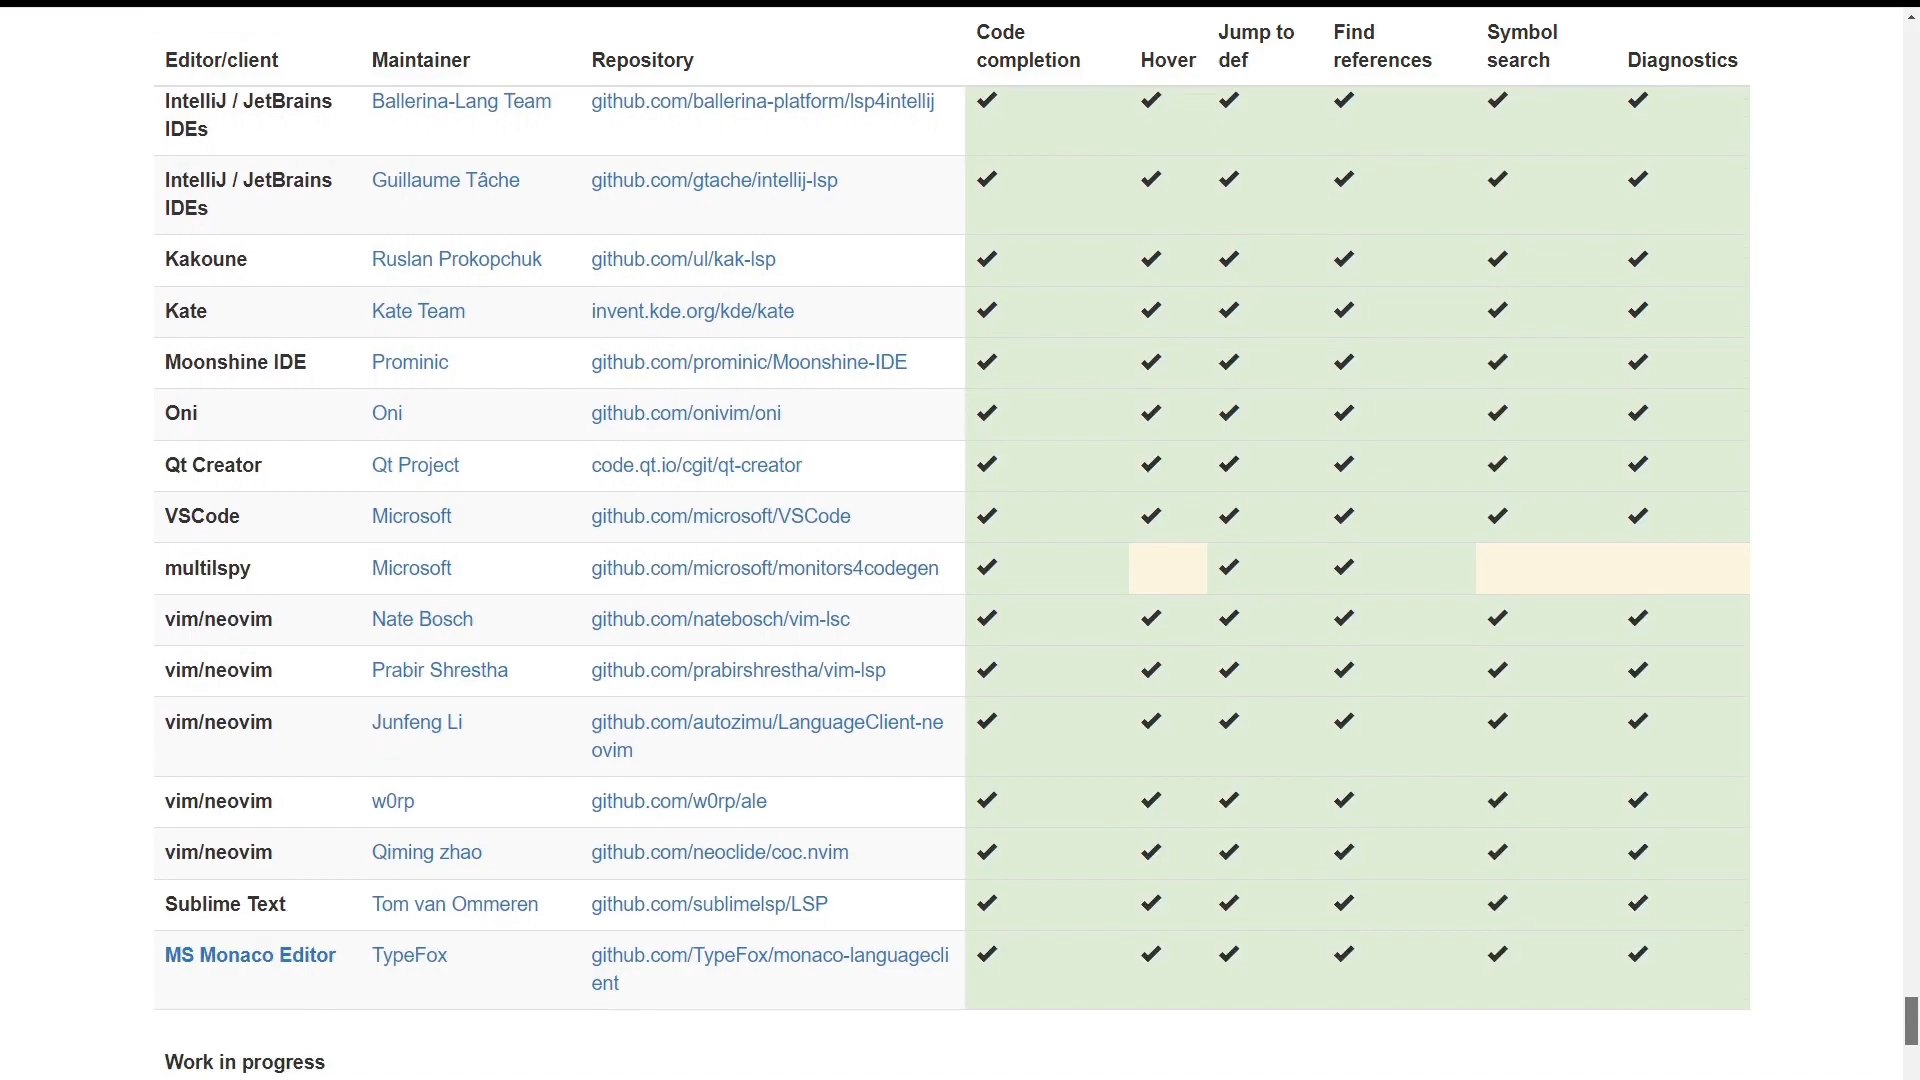 Code Jump to Find Symbol
Editor/client Maintainer Repository completion Hover def references search Diagnostics
IntelliJ / JetBrains Ballerina-Lang Team github.com/ballerina-platform/lsp4intellij ✔ ✔ ✔ ✔ ✔ ✔
IDEs
IntelliJ / JetBrains Guillaume Tâche github.com/gtache/intellij-lsp ✔ ✔ ✔ ✔ ✔ ✔
IDEs
Kakoune Ruslan Prokopchuk github.com/ul/kak-lsp ✔ ✔ ✔ ✔ ✔ ✔
Kate Kate Team invent.kde.org/kde/kate ✔ ✔ ✔ ✔ ✔ ✔
Moonshine IDE Prominic github.com/prominic/Moonshine-IDE ✔ ✔ ✔ ✔ ✔ ✔
Oni Oni github.com/onivim/oni ✔ ✔ ✔ ✔ ✔ ✔
Qt Creator Qt Project code.qt.io/cgit/qt-creator ✔ ✔ ✔ ✔ ✔ ✔
VSCode Microsoft github.com/microsoft/VSCode ✔ ✔ ✔ ✔ ✔ ✔
multilspy Microsoft github.com/microsoft/monitors4codegen ✔ ✔ ✔
vim/neovim Nate Bosch github.com/natebosch/vim-lsc ✔ ✔ ✔ ✔ ✔ ✔
vim/neovim Prabir Shrestha github.com/prabirshrestha/vim-lsp ✔ ✔ ✔ ✔ ✔ ✔
vim/neovim Junfeng Li github.com/autozimu/LanguageClient-ne ✔ ✔ ✔ ✔ ✔ ✔
ovim
vim/neovim w0rp github.com/w0rp/ale ✔ ✔ ✔ ✔ ✔ ✔
vim/neovim Qiming zhao github.com/neoclide/coc.nvim ✔ ✔ ✔ ✔ ✔ ✔
Sublime Text Tom van Ommeren github.com/sublimelsp/LSP ✔ ✔ ✔ ✔ ✔ ✔
MS Monaco Editor TypeFox github.com/TypeFox/monaco-languagecli ✔ ✔ ✔ ✔ ✔ ✔
ent
Work in progress